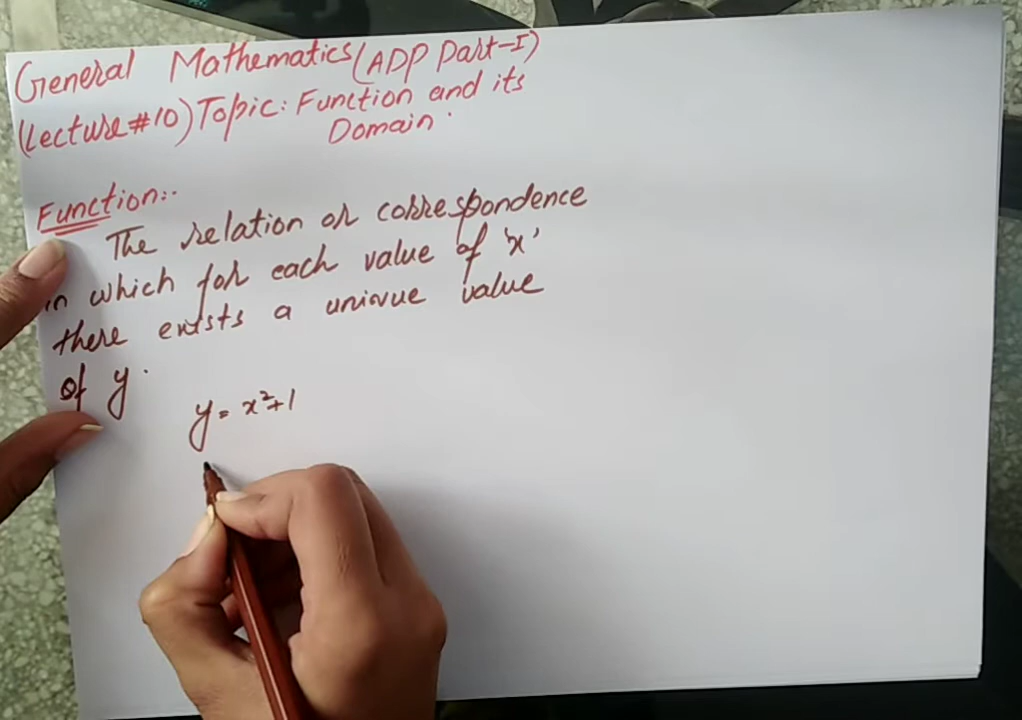 General Mathematics (ADP Part-I)
(Lecture#10) Topic: Function and its
Domain.
Function:-
The relation or correspondence
in which for each value of 'x'
there exists a unique value
of y.
y = x²+1